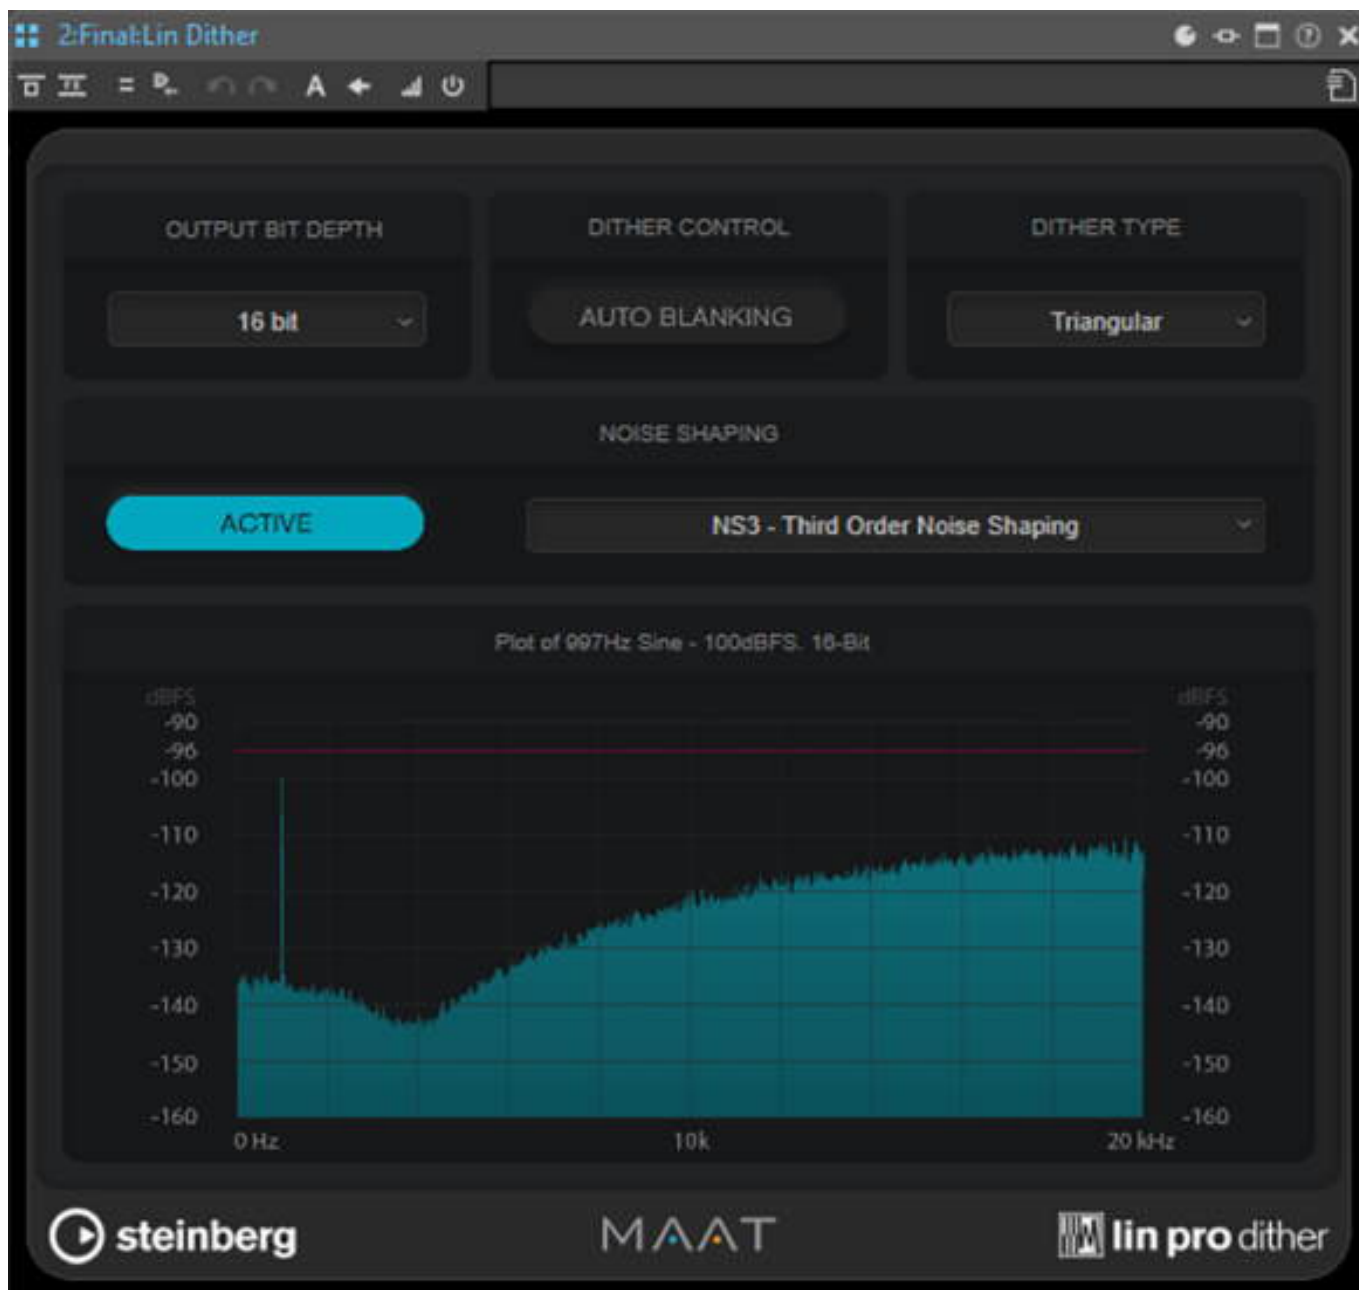 2:Final:Lin Dither
A
OUTPUT BIT DEPTH
DITHER CONTROL
DITHER TYPE
16 bit
AUTO BLANKING
Triangular
NOISE SHAPING
ACTIVE
NS3 - Third Order Noise Shaping
Plot of 997Hz Sine - 100dBFS. 16-Bit
dBFS dBFS
-90 -90
-96 -96
-100 -100
-110 -110
-120 -120
-130 -130
-140 -140
-150 -150
-160 -160
0 Hz 10k 20 kHz
steinberg
MAAT
lin pro dither